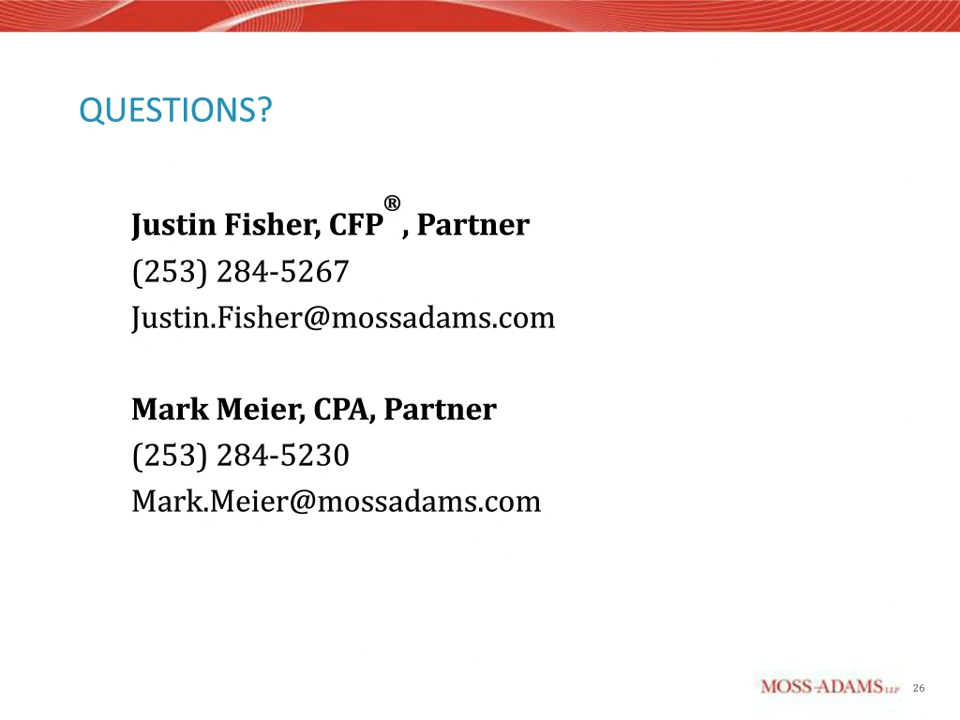 QUESTIONS?
Justin Fisher, CFP®, Partner
(253) 284-5267
Justin.Fisher@mossadams.com
Mark Meier, CPA, Partner
(253) 284-5230
Mark.Meier@mossadams.com
MOSS-ADAMS LLP 26